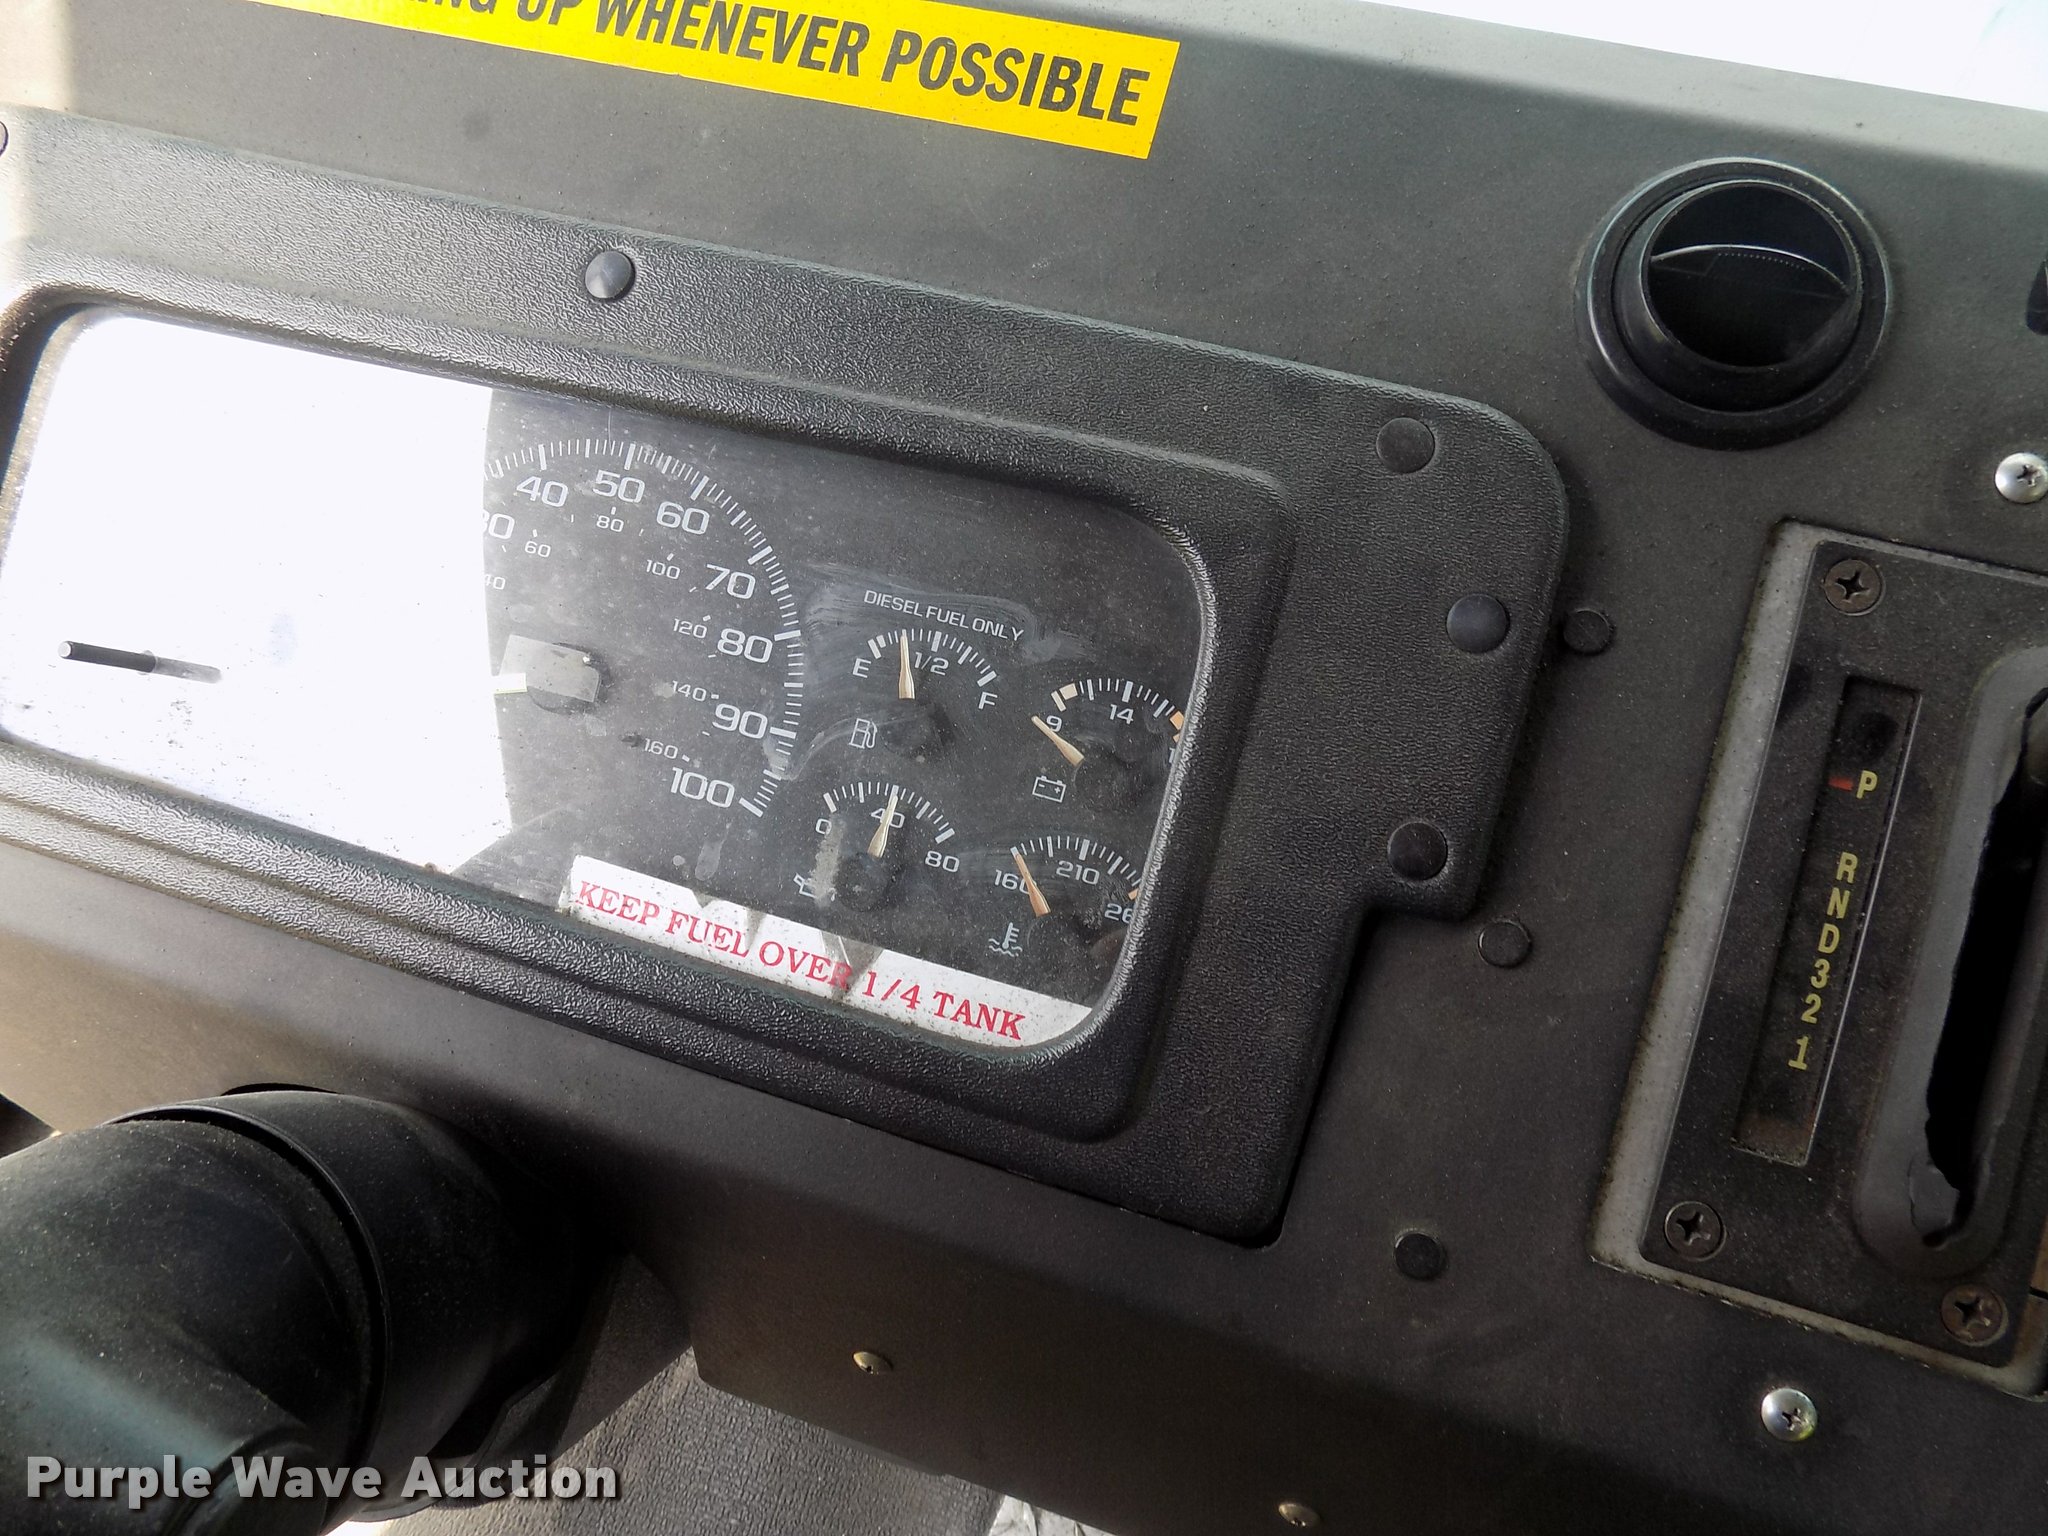 UP WHENEVER POSSIBLE
40
50
60
70
80
90
100
60
80
100
120
140
160
DIESEL FUEL ONLY
E
1/2
F
9
14
0
40
80
160
210
KEEP FUEL OVER 1/4 TANK
P
R
N
D
3
2
1
Purple Wave Auction